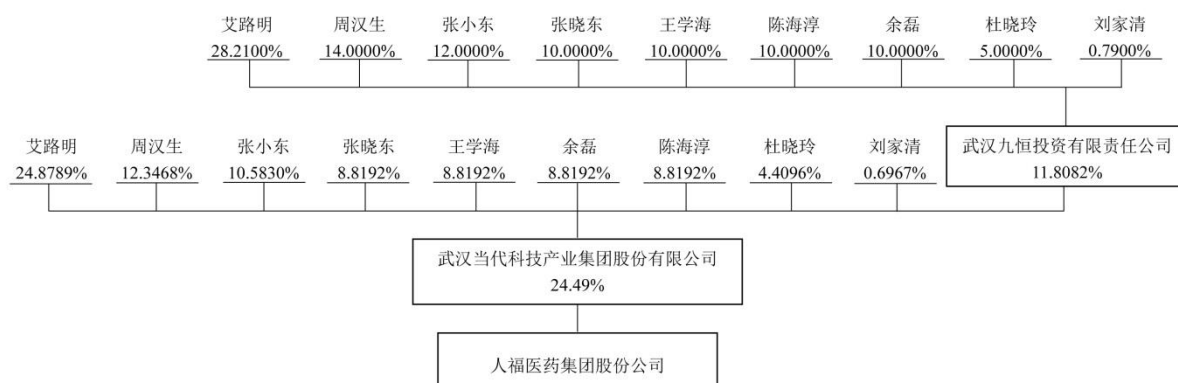 艾路明 周汉生 张小东 张晓东 王学海 陈海淳 余磊 杜晓玲 刘家清
28.2100% 14.0000% 12.0000% 10.0000% 10.0000% 10.0000% 10.0000% 5.0000% 0.7900%
艾路明 周汉生 张小东 张晓东 王学海 余磊 陈海淳 杜晓玲 刘家清 武汉九恒投资有限责任公司
24.8789% 12.3468% 10.5830% 8.8192% 8.8192% 8.8192% 8.8192% 4.4096% 0.6967% 11.8082%
武汉当代科技产业集团股份有限公司
24.49%
人福医药集团股份公司